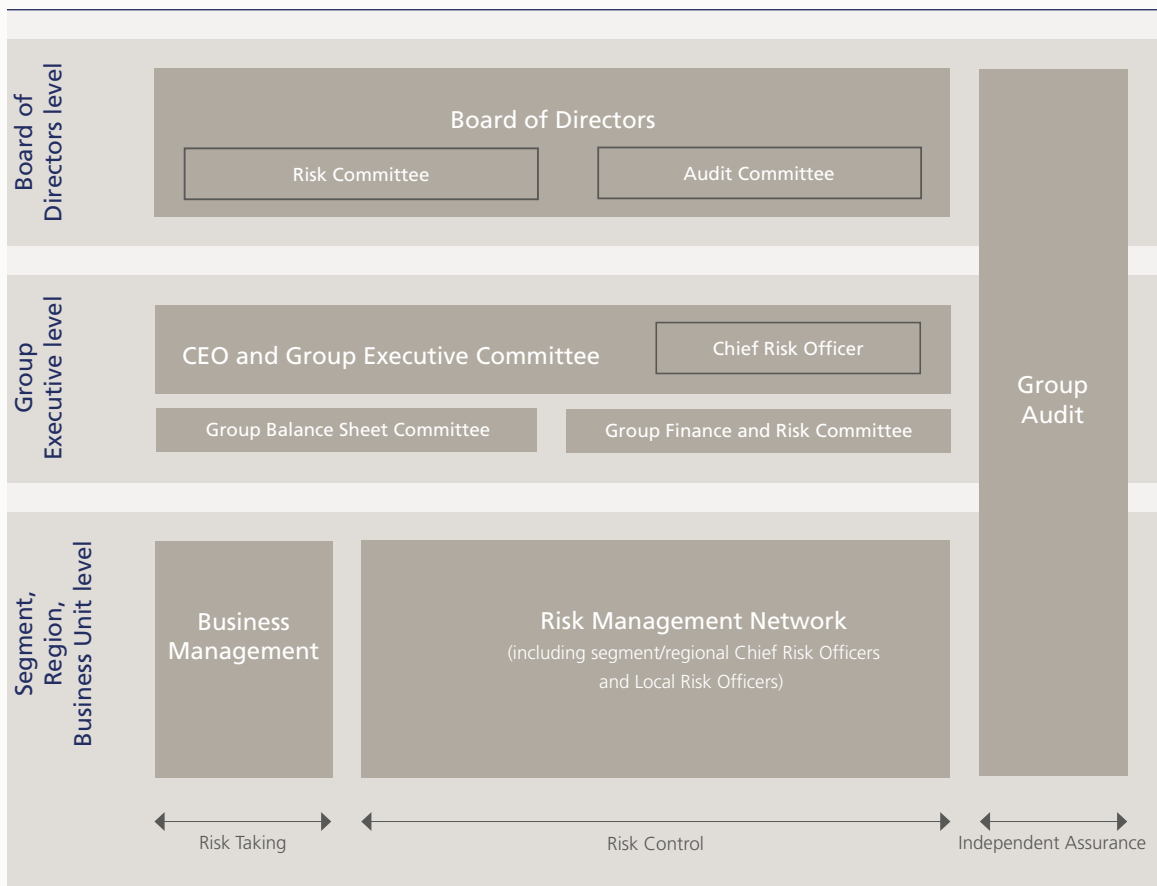 Board of
Directors level
Board of Directors
Risk Committee
Audit Committee
Group
Executive level
CEO and Group Executive Committee
Chief Risk Officer
Group Balance Sheet Committee
Group Finance and Risk Committee
Group
Audit
Segment,
Region,
Business Unit level
Business
Management
Risk Management Network
(including segment/regional Chief Risk Officers
and Local Risk Officers)
Risk Taking
Risk Control
Independent Assurance